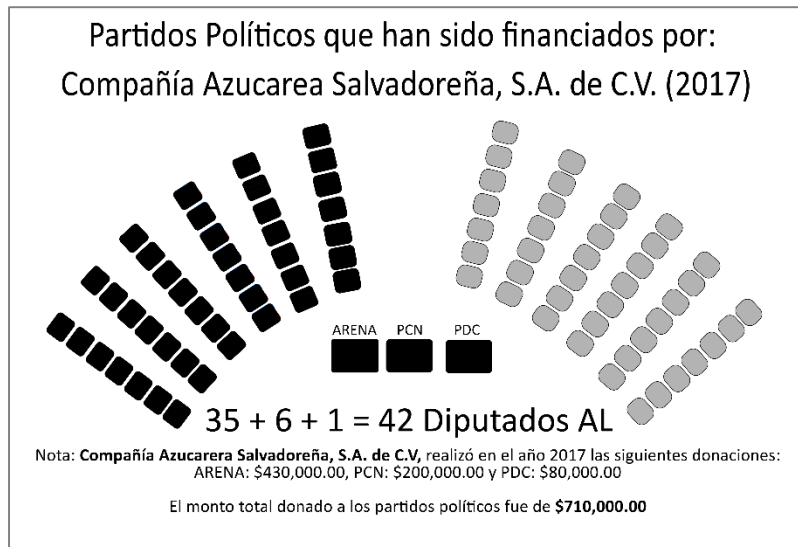 Partidos Políticos que han sido financiados por:
Compañía Azucarea Salvadoreña, S.A. de C.V. (2017)
ARENA PCN PDC
35 + 6 + 1 = 42 Diputados AL
Nota: Compañía Azucarera Salvadoreña, S.A. de C.V, realizó en el año 2017 las siguientes donaciones:
ARENA: $430,000.00, PCN: $200,000.00 y PDC: $80,000.00
El monto total donado a los partidos políticos fue de $710,000.00